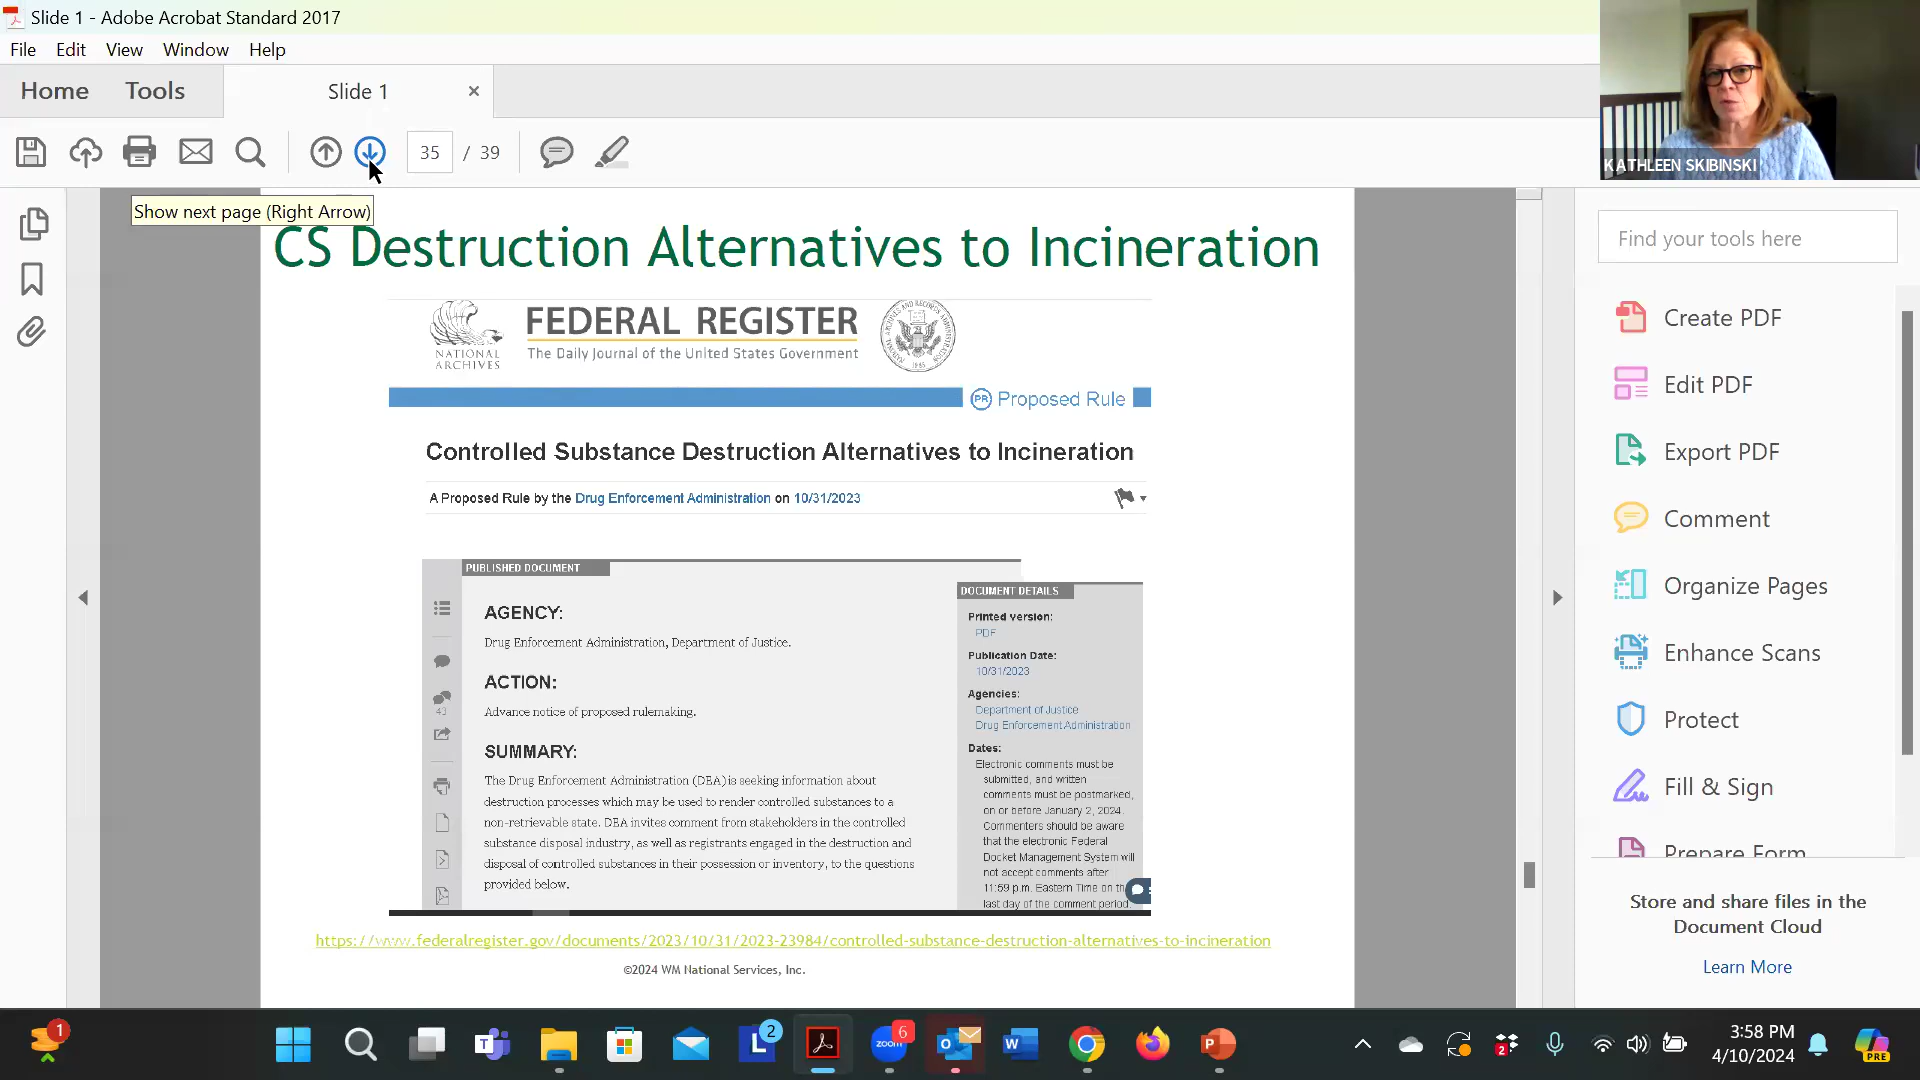 Slide 1 - Adobe Acrobat Standard 2017
File Edit View Window Help
Home Tools Slide 1 ×
35 / 39
KATHLEEN SKIBINSKI
Show next page (Right Arrow)
CS Destruction Alternatives to Incineration
NATIONAL
ARCHIVES
FEDERAL REGISTER
The Daily Journal of the United States Government
PR Proposed Rule
Controlled Substance Destruction Alternatives to Incineration
A Proposed Rule by the Drug Enforcement Administration on 10/31/2023
PUBLISHED DOCUMENT
AGENCY:
Drug Enforcement Administration, Department of Justice.
ACTION:
Advance notice of proposed rulemaking.
43
SUMMARY:
The Drug Enforcement Administration (DEA) is seeking information about
destruction processes which may be used to render controlled substances to a
non-retrievable state. DEA invites comment from stakeholders in the controlled
substance disposal industry, as well as registrants engaged in the destruction and
disposal of controlled substances in their possession or inventory, to the questions
provided below.
DOCUMENT DETAILS
Printed version:
PDF
Publication Date:
10/31/2023
Agencies:
Department of Justice
Drug Enforcement Administration
Dates:
Electronic comments must be
submitted, and written
comments must be postmarked,
on or before January 2, 2024.
Commenters should be aware
that the electronic Federal
Docket Management System will
not accept comments after
11:59 p.m. Eastern Time on
last day of the comment period.
https://www.federalregister.gov/documents/2023/10/31/2023-23984/controlled-substance-destruction-alternatives-to-incineration
©2024 WM National Services, Inc.
Find your tools here
Create PDF
Edit PDF
Export PDF
Comment
Organize Pages
Enhance Scans
Protect
Fill & Sign
Prepare Form
Store and share files in the
Document Cloud
Learn More
1
2
L
zoom
6
W
P
2
3:58 PM
4/10/2024
PRE